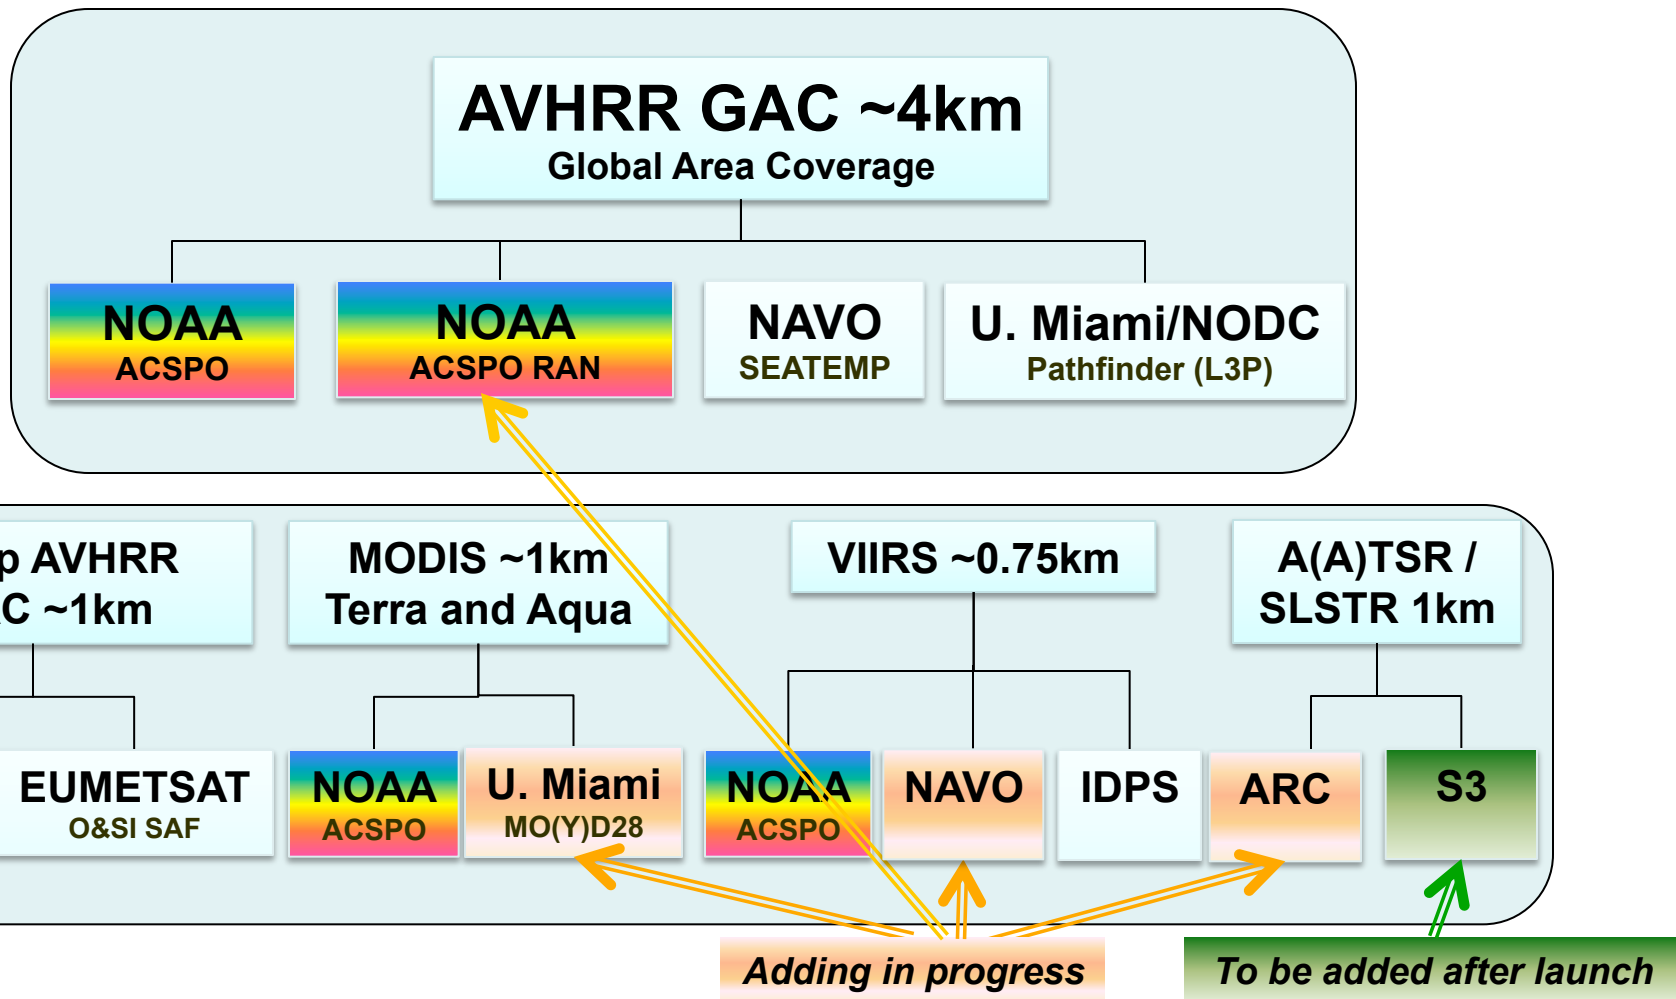 AVHRR GAC ~4km
Global Area Coverage
NOAA
ACSPO
NOAA
ACSPO RAN
NAVO
SEATEMP
U. Miami/NODC
Pathfinder (L3P)
p AVHRR
C ~1km
MODIS ~1km
Terra and Aqua
VIIRS ~0.75km
A(A)TSR /
SLSTR 1km
EUMETSAT
O&SI SAF
NOAA
ACSPO
U. Miami
MO(Y)D28
NOAA
ACSPO
NAVO
IDPS
ARC
S3
Adding in progress
To be added after launch